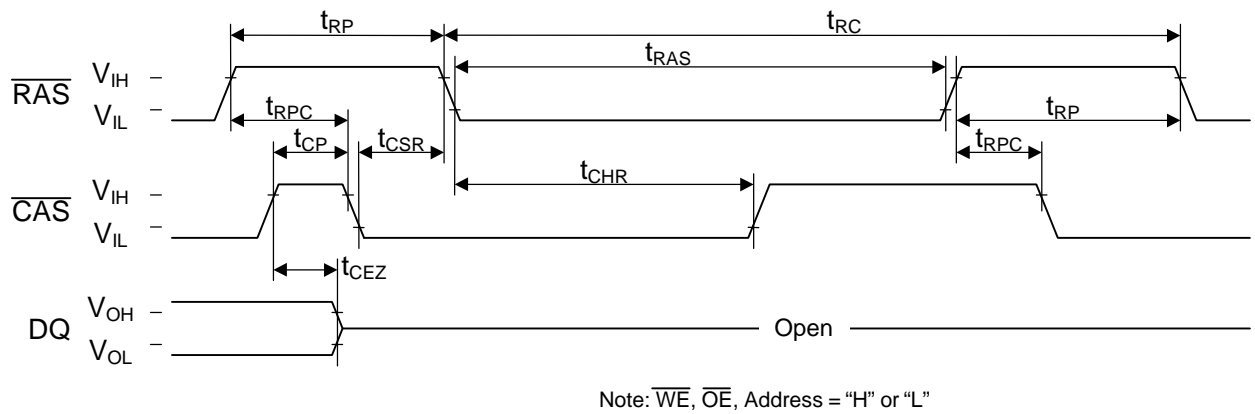 tRP
tRC
RAS
VIH
VIL
tRAS
tRPC
tRP
tCP
tCSR
tRPC
CAS
VIH
VIL
tCHR
tCEZ
DQ
VOH
VOL
Open
Note: WE, OE, Address = “H” or “L”